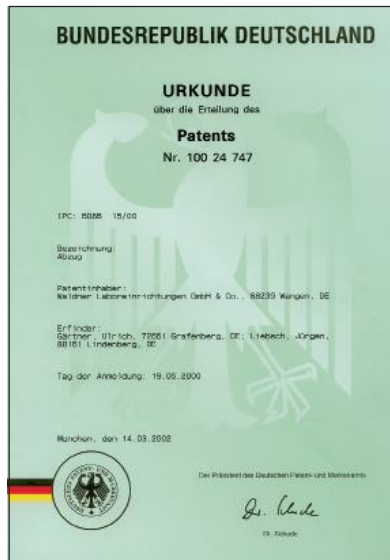 BUNDESREPUBLIK DEUTSCHLAND
URKUNDE
über die Erteilung des
Patents
Nr. 100 24 747
IPC: B08B 15/00
Bezeichnung:
Abzug
Patentinhaber:
Waldner Laboreinrichtungen GmbH & Co., 88239 Wangen, DE
Erfinder:
Gärtner, Ulrich, 72661 Grafenberg, DE; Liebsch, Jürgen,
88161 Lindenberg, DE
Tag der Anmeldung: 19.05.2000
München, den 14.03.2002
Der Präsident des Deutschen Patent- und Markenamts
Dr. Schade